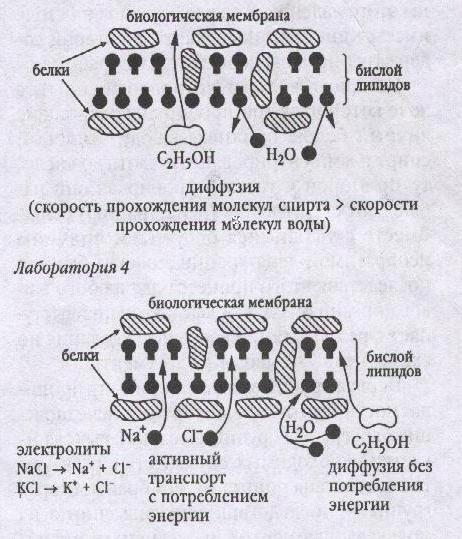 биологическая мембрана
белки
бислой
липидов
C₂H₅OH
H₂O
диффузия
(скорость прохождения молекул спирта > скорости
прохождения молекул воды)
Лаборатория 4
биологическая мембрана
белки
бислой
липидов
Na⁺
Cl⁻
H₂O
C₂H₅OH
электролиты
NaCl → Na⁺ + Cl⁻
KCl → K⁺ + Cl⁻
активный
транспорт
с потреблением
энергии
диффузия без
потребления
энергии